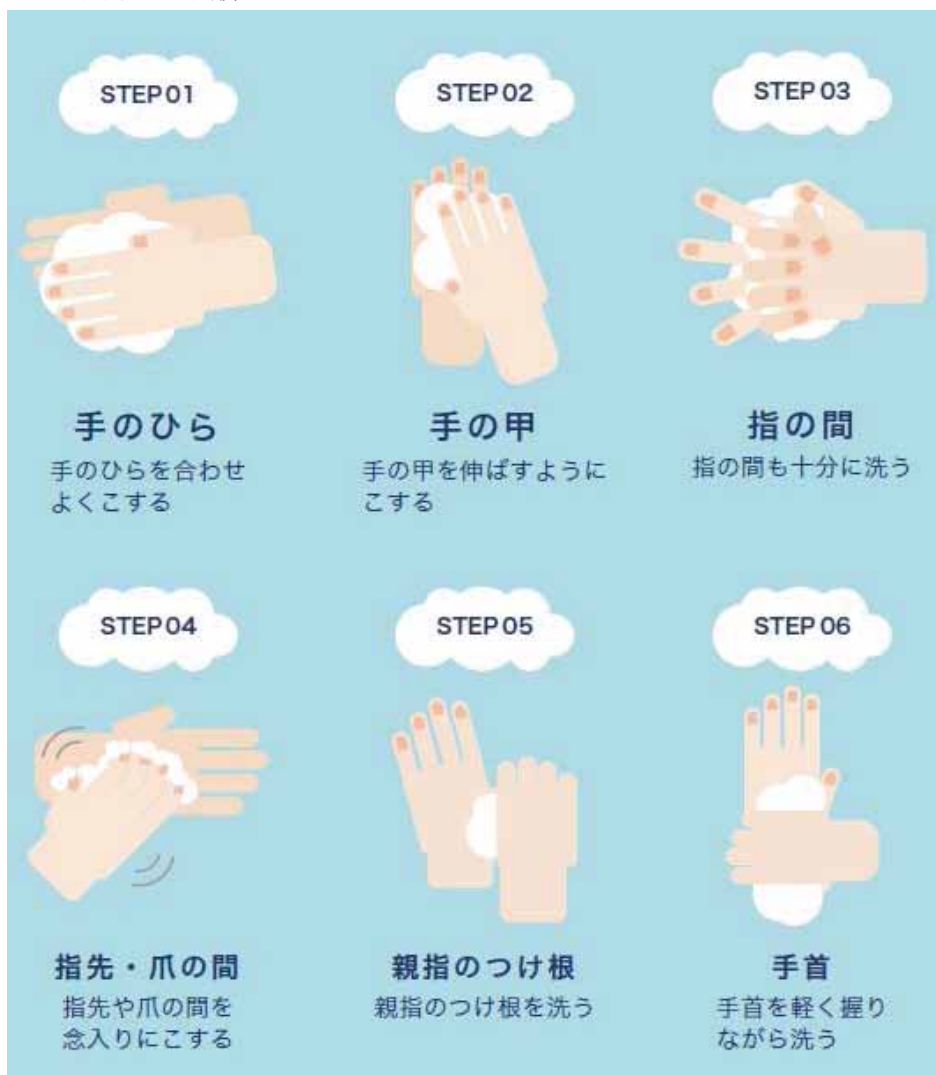 STEP01
手のひら
手のひらを合わせ
よくこする
STEP02
手の甲
手の甲を伸ばすように
こする
STEP03
指の間
指の間も十分に洗う
STEP04
指先・爪の間
指先や爪の間を
念入りにこする
STEP05
親指のつけ根
親指のつけ根を洗う
STEP06
手首
手首を軽く握り
ながら洗う